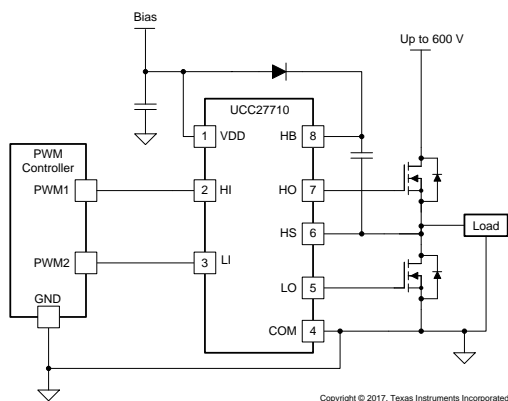 Bias
Up to 600 V
UCC27710
1 VDD
HB 8
PWM
Controller
PWM1
2 HI
HO 7
HS 6
Load
PWM2
3 LI
LO 5
GND
COM 4
Copyright © 2017, Texas Instruments Incorporated